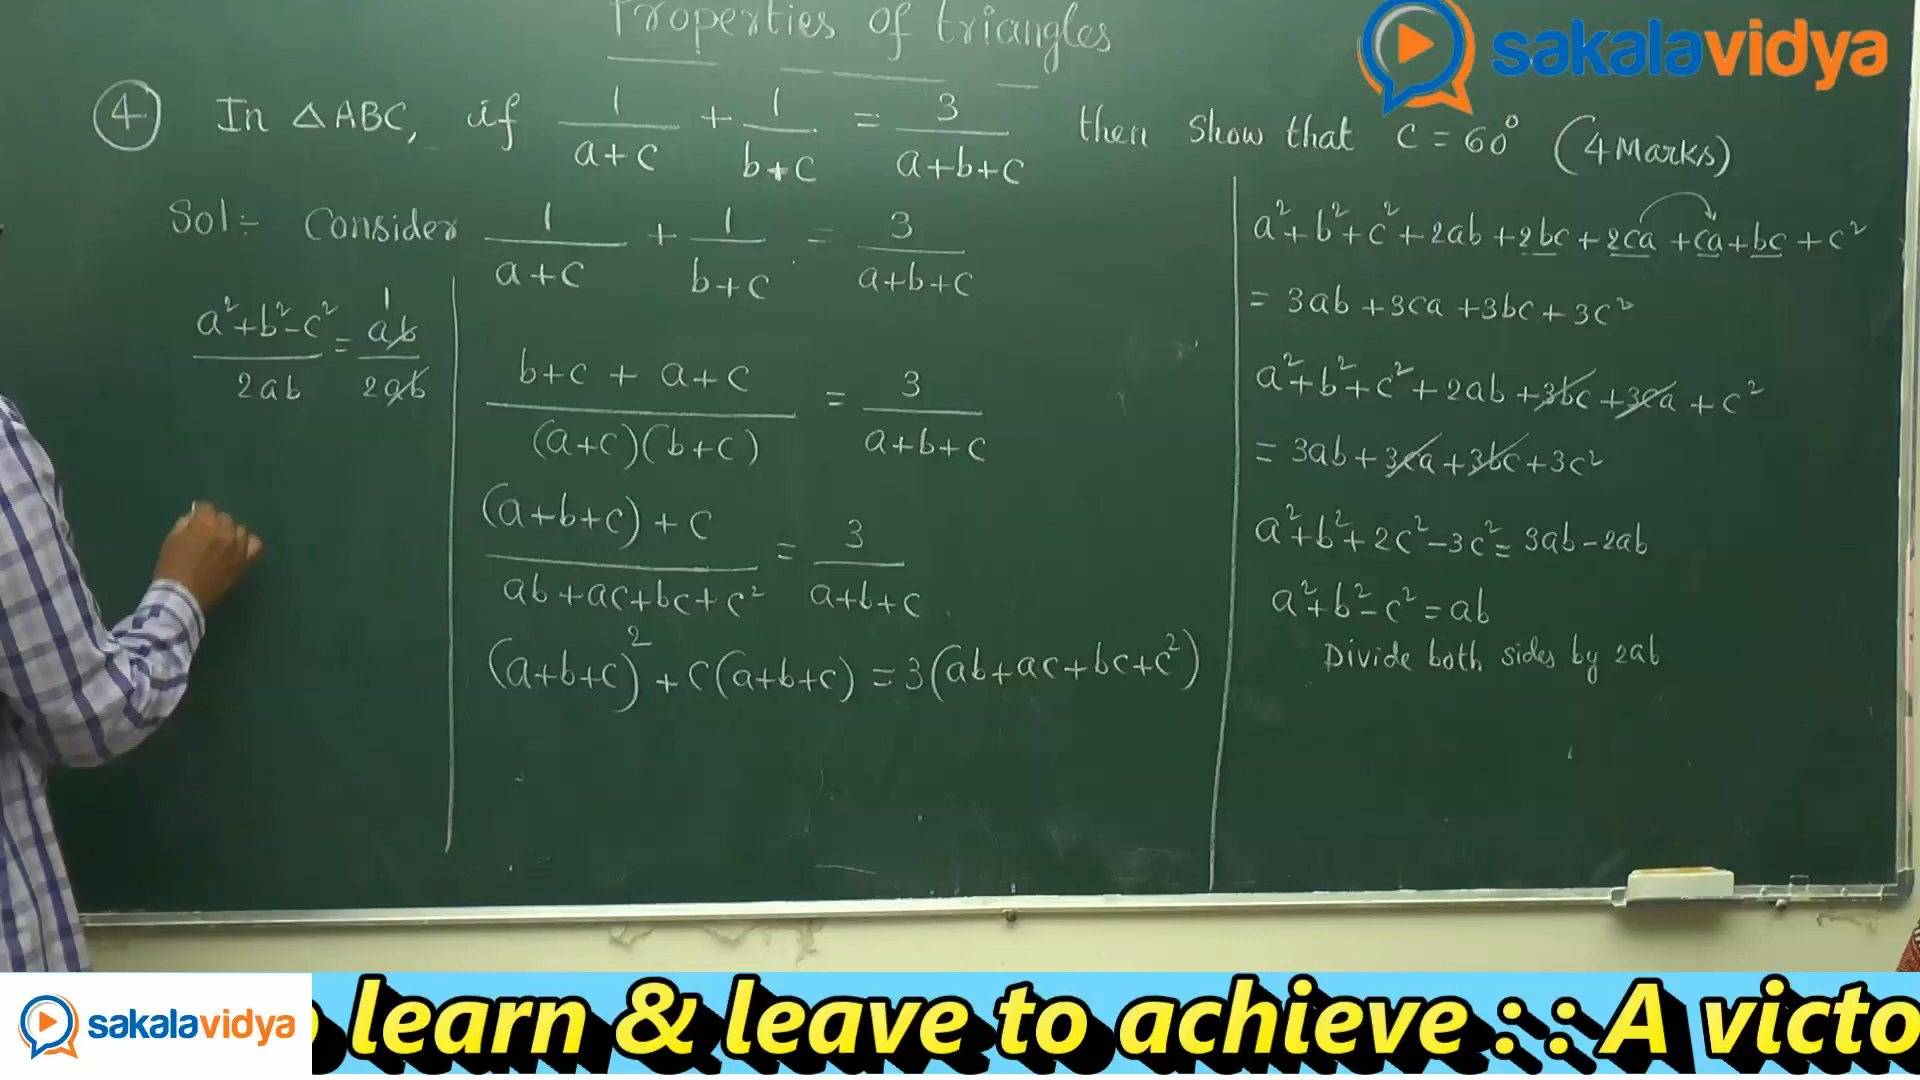 Properties of triangles
sakalavidya
4 In △ABC, if 1/(a+c) + 1/(b+c) = 3/(a+b+c) then show that C = 60° (4 Marks)
Sol:- Consider 1/(a+c) + 1/(b+c) = 3/(a+b+c)
(b+c + a+c)/((a+c)(b+c)) = 3/(a+b+c)
((a+b+c) + c)/(ab+ac+bc+c²) = 3/(a+b+c)
(a+b+c)² + c(a+b+c) = 3(ab+ac+bc+c²)
a²+b²+c²+2ab+2bc+2ca+ca+bc+c²
= 3ab+3ca+3bc+3c²
a²+b²+c²+2ab+3bc+3ca+c²
= 3ab+3ca+3bc+3c²
a²+b²+2c²-3c² = 3ab-2ab
a²+b²-c² = ab
Divide both sides by 2ab
(a²+b²-c²)/2ab = 1 ab/2ab
sakalavidya
learn & leave to achieve :: A victo